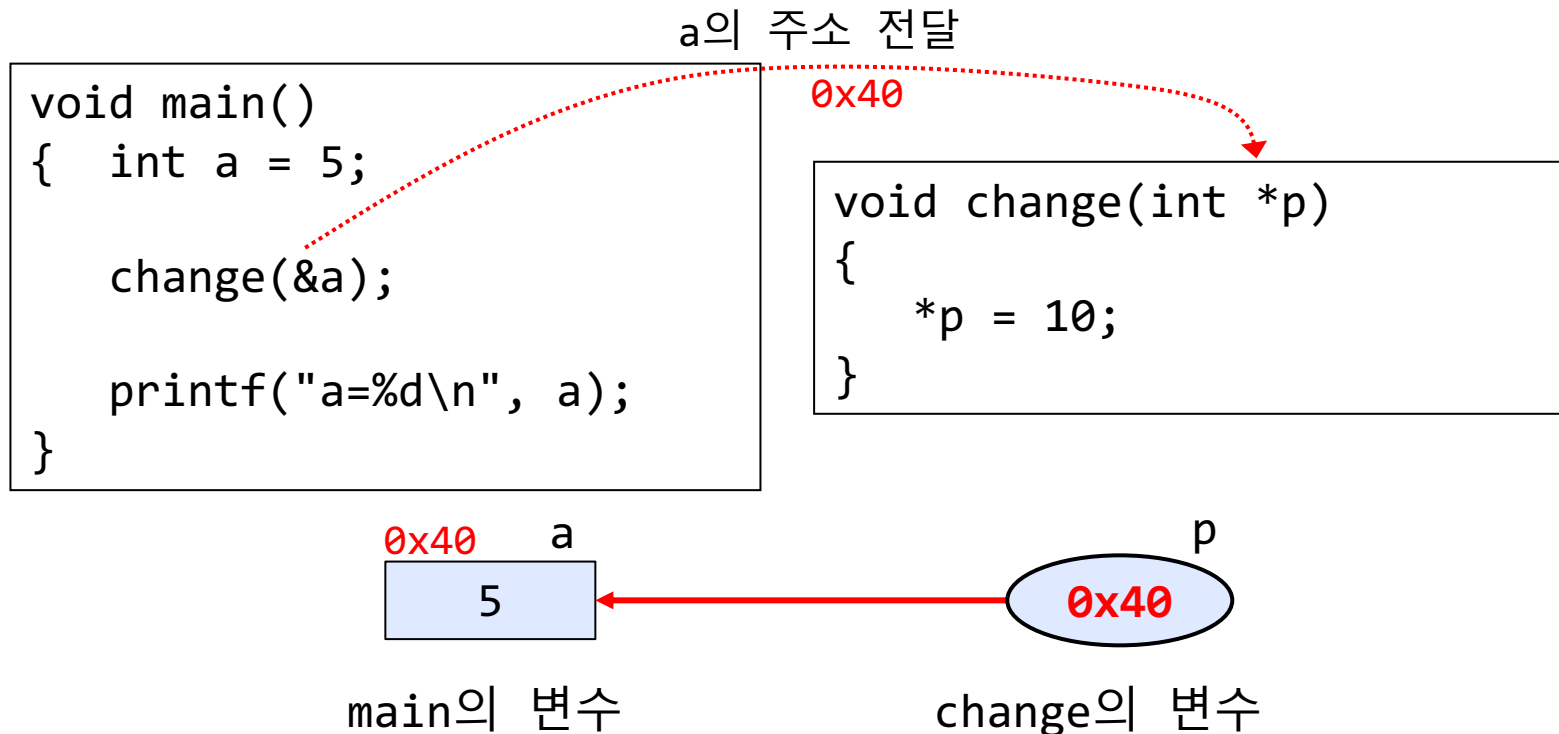 a의 주소 전달
void main()
{  int a = 5;
change(&a);
printf("a=%d\n", a);
}
0x40
void change(int *p)
{
*p = 10;
}
0x40 a
5
p
0x40
main의 변수
change의 변수